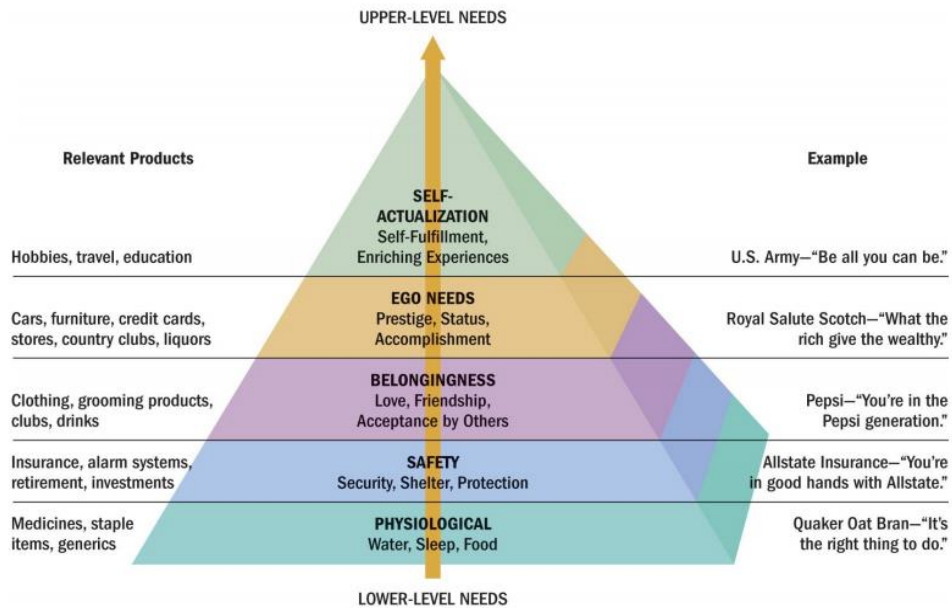 UPPER-LEVEL NEEDS
Relevant Products
Example
SELF-
ACTUALIZATION
Self-Fulfillment,
Enriching Experiences
Hobbies, travel, education
U.S. Army—“Be all you can be.”
EGO NEEDS
Prestige, Status,
Accomplishment
Cars, furniture, credit cards,
stores, country clubs, liquors
Royal Salute Scotch—“What the
rich give the wealthy.”
BELONGINGNESS
Love, Friendship,
Acceptance by Others
Clothing, grooming products,
clubs, drinks
Pepsi—“You’re in the
Pepsi generation.”
SAFETY
Security, Shelter, Protection
Insurance, alarm systems,
retirement, investments
Allstate Insurance—“You’re
in good hands with Allstate.”
PHYSIOLOGICAL
Water, Sleep, Food
Medicines, staple
items, generics
Quaker Oat Bran—“It’s
the right thing to do.”
LOWER-LEVEL NEEDS